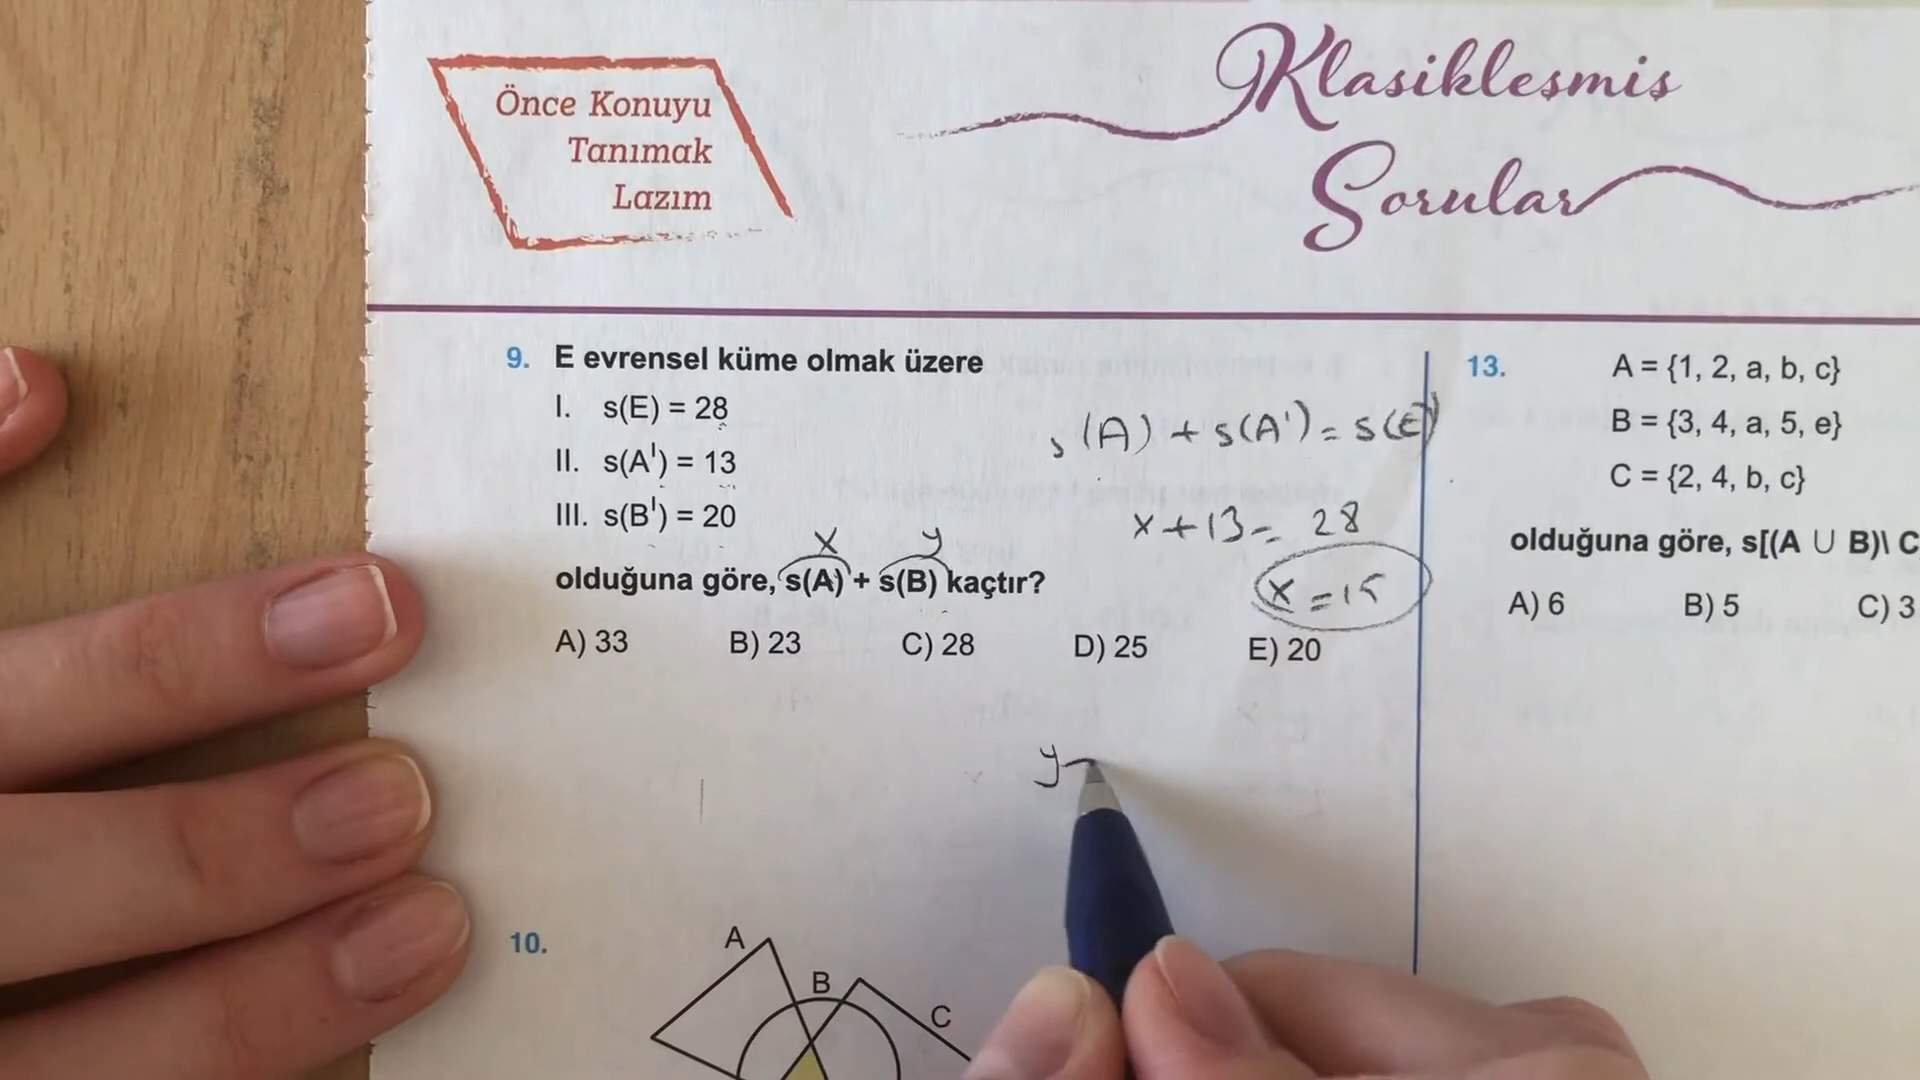 Önce Konuyu
Tanımak
Lazım
Klasikleşmiş
Sorular
9. E evrensel küme olmak üzere
I. s(E) = 28
II. s(A') = 13
III. s(B') = 20
x y
olduğuna göre, s(A) + s(B) kaçtır?
A) 33 B) 23 C) 28 D) 25 E) 20
s(A) + s(A') = s(E)
x + 13 = 28
x = 15
y
10.
A
B
C
13. A = {1, 2, a, b, c}
B = {3, 4, a, 5, e}
C = {2, 4, b, c}
olduğuna göre, s[(A ∪ B)\ C
A) 6 B) 5 C) 3